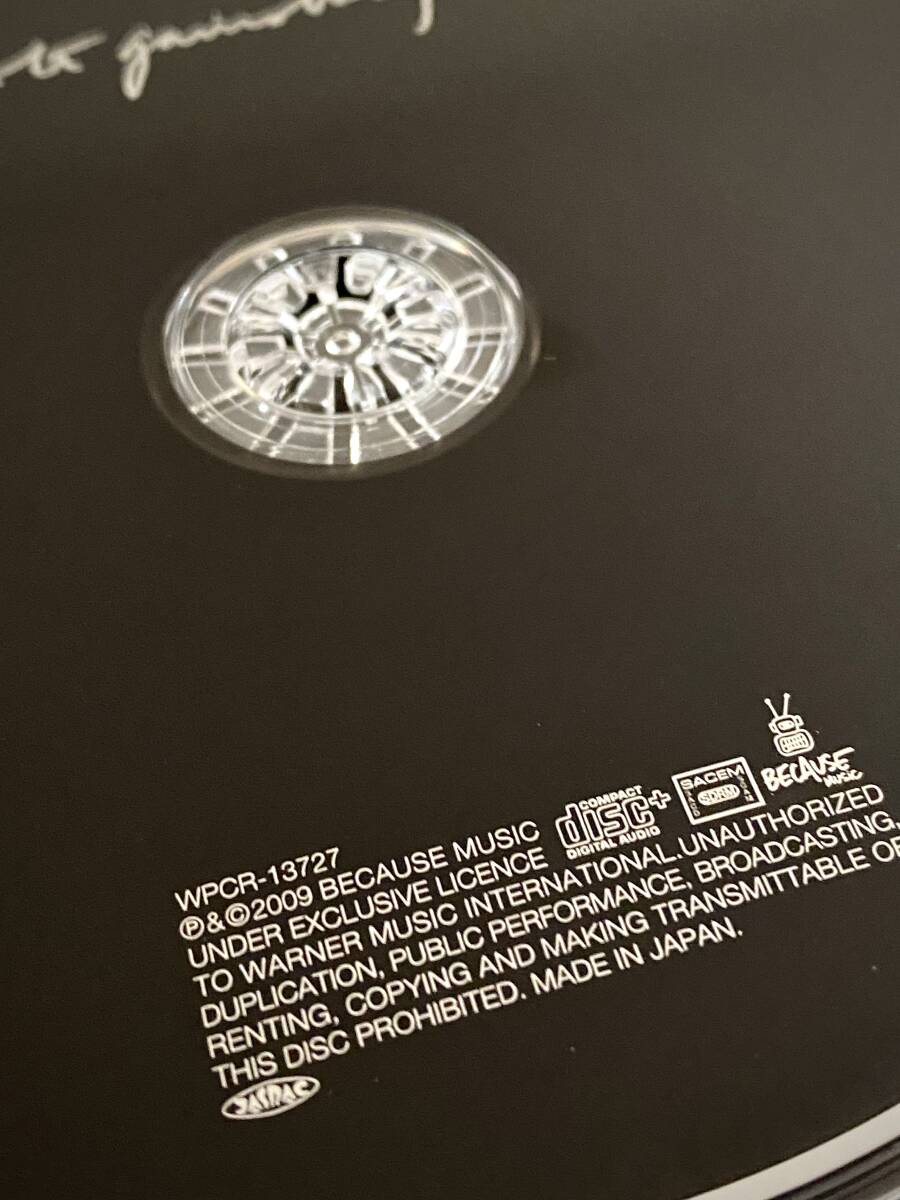 WPCR-13727
Ⓟ&©2009 BECAUSE MUSIC
UNDER EXCLUSIVE LICENCE
TO WARNER MUSIC INTERNATIONAL.UNAUTHORIZED
DUPLICATION, PUBLIC PERFORMANCE, BROADCASTING,
RENTING, COPYING AND MAKING TRANSMITTABLE OF
THIS DISC PROHIBITED. MADE IN JAPAN.
COMPACT
disc+
DIGITAL AUDIO
SACEM
SDRM
BECAUSE
MUSIC
JASRAC